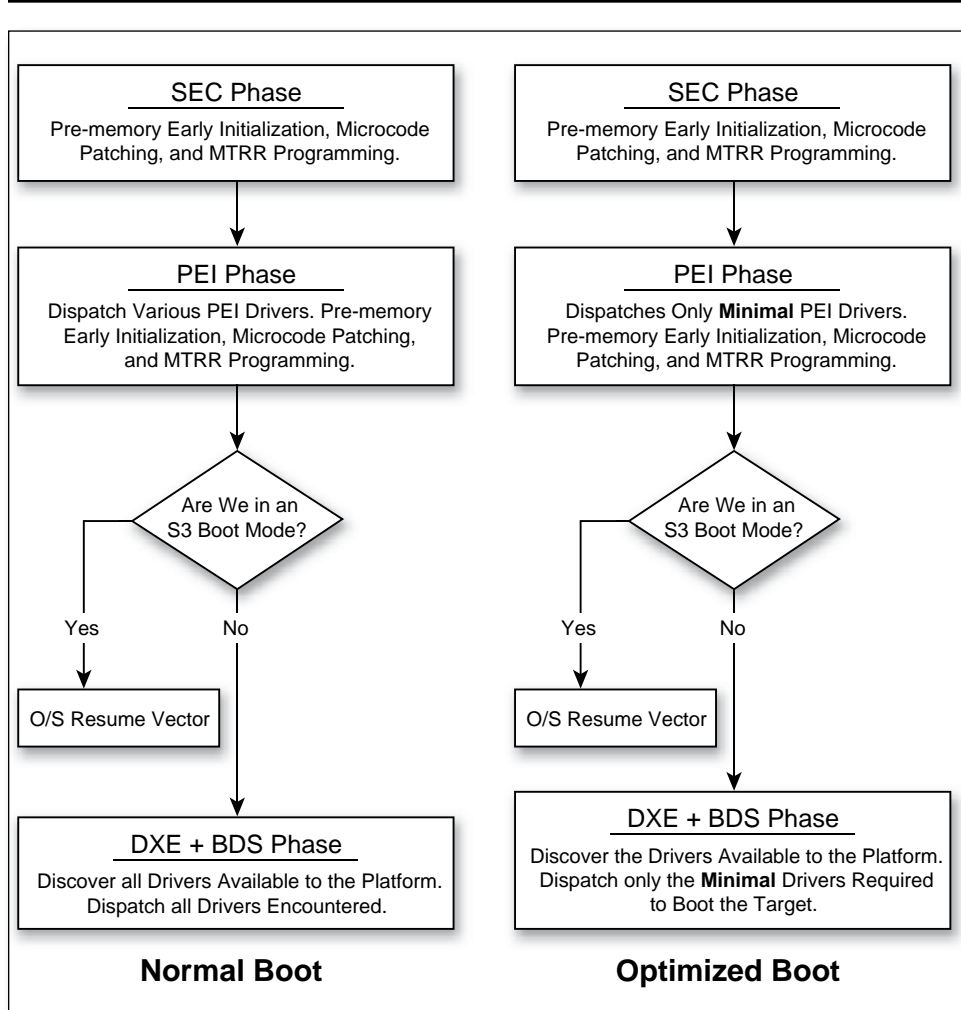 SEC Phase
Pre-memory Early Initialization, Microcode
Patching, and MTRR Programming.
PEI Phase
Dispatch Various PEI Drivers. Pre-memory
Early Initialization, Microcode Patching,
and MTRR Programming.
Are We in an
S3 Boot Mode?
Yes
No
O/S Resume Vector
DXE + BDS Phase
Discover all Drivers Available to the Platform.
Dispatch all Drivers Encountered.
Normal Boot
SEC Phase
Pre-memory Early Initialization, Microcode
Patching, and MTRR Programming.
PEI Phase
Dispatches Only Minimal PEI Drivers.
Pre-memory Early Initialization, Microcode
Patching, and MTRR Programming.
Are We in an
S3 Boot Mode?
Yes
No
O/S Resume Vector
DXE + BDS Phase
Discover the Drivers Available to the Platform.
Dispatch only the Minimal Drivers Required
to Boot the Target.
Optimized Boot